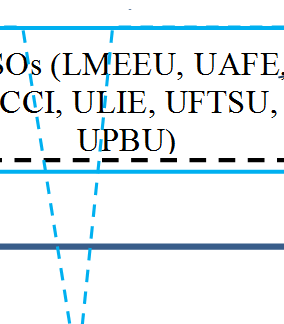 SOs (LMEEU, UAFE,
CCI, ULIE, UFTSU,
UPBU)